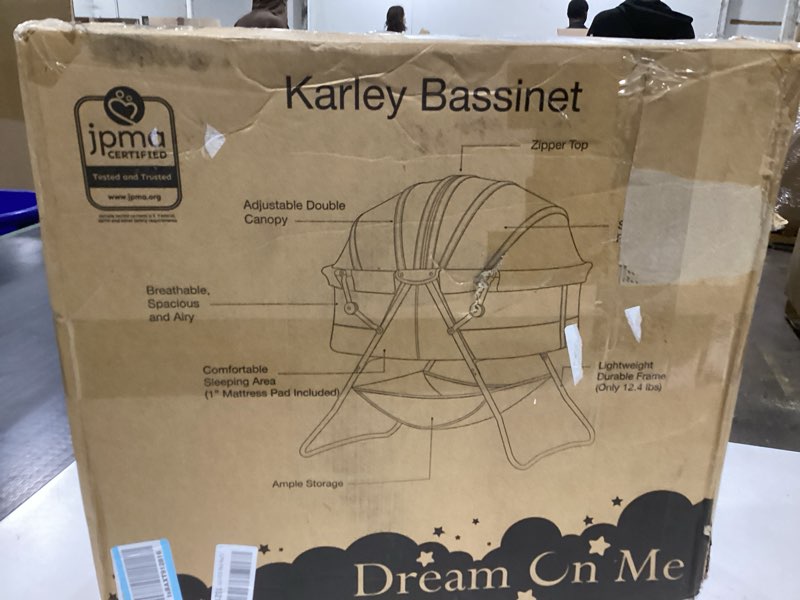 Karley Bassinet
jpma
CERTIFIED
Tested and Trusted
www.jpma.org
Zipper Top
Adjustable Double
Canopy
Breathable,
Spacious
and Airy
Comfortable
Sleeping Area
(1" Mattress Pad Included)
Lightweight
Durable Frame
(Only 12.4 lbs)
Ample Storage
Dream On Me